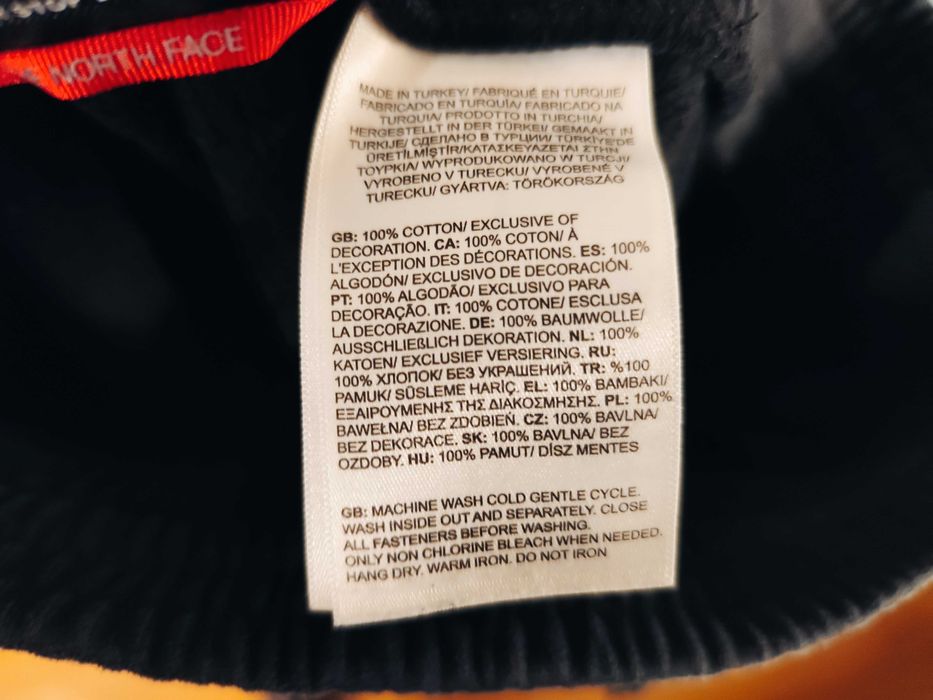 NORTH FACE
MADE IN TURKEY/ FABRIQUÉ EN TURQUIE/
FABRICADO EN TURQUÍA/ FABRICADO NA
TURQUIA/ PRODOTTO IN TURCHIA/
HERGESTELLT IN DER TÜRKEI/ GEMAAKT IN
TURKIJE/ СДЕЛАНО В ТУРЦИИ/ TÜRKİYE'DE
ÜRETİLMİŞTİR/ ΚΑΤΑΣΚΕΥΑΖΕΤΑΙ ΣΤΗΝ
ΤΟΥΡΚΙΑ/ WYPRODUKOWANO W TURCJI/
VYROBENO V TURECKU/ VYROBENÉ V
TURECKU/ GYÁRTVA: TÖRÖKORSZÁG
GB: 100% COTTON/ EXCLUSIVE OF
DECORATION. CA: 100% COTON/ À
L'EXCEPTION DES DÉCORATIONS. ES: 100%
ALGODÓN/ EXCLUSIVO DE DECORACIÓN.
PT: 100% ALGODÃO/ EXCLUSIVO PARA
DECORAÇÃO. IT: 100% COTONE/ ESCLUSA
LA DECORAZIONE. DE: 100% BAUMWOLLE/
AUSSCHLIEßLICH DEKORATION. NL: 100%
KATOEN/ EXCLUSIEF VERSIERING. RU:
100% ХЛОПОК/ БЕЗ УКРАШЕНИЙ. TR: %100
PAMUK/ SÜSLEME HARİÇ. EL: 100% ΒΑΜΒΑΚΙ/
ΕΞΑΙΡΟΥΜΕΝΗΣ ΤΗΣ ΔΙΑΚΟΣΜΗΣΗΣ. PL: 100%
BAWEŁNA/ BEZ ZDOBIEŃ. CZ: 100% BAVLNA/
BEZ DEKORACE. SK: 100% BAVLNA/ BEZ
OZDOBY. HU: 100% PAMUT/ DÍSZ MENTES
GB: MACHINE WASH COLD GENTLE CYCLE.
WASH INSIDE OUT AND SEPARATELY. CLOSE
ALL FASTENERS BEFORE WASHING.
ONLY NON CHLORINE BLEACH WHEN NEEDED.
HANG DRY. WARM IRON. DO NOT IRON